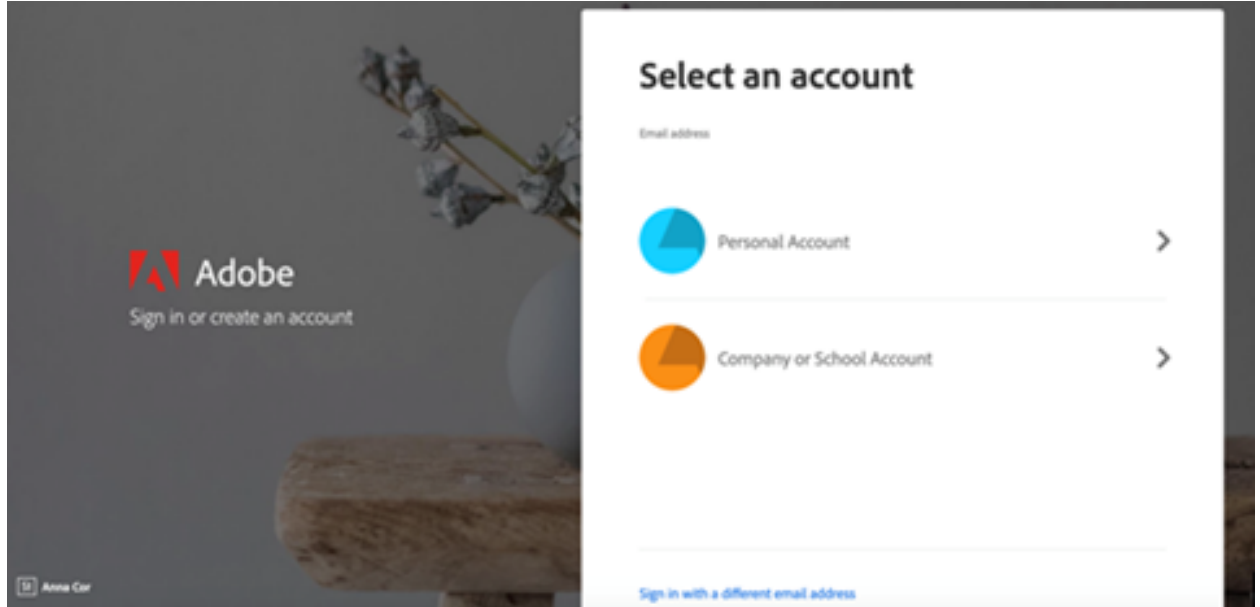 Adobe
Sign in or create an account
St Anna Cor
Select an account
Email address
Personal Account
Company or School Account
Sign in with a different email address